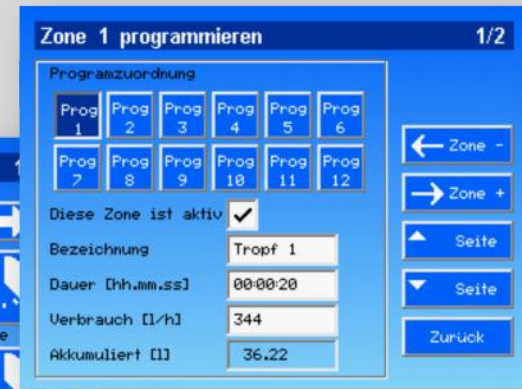 Zone 1 programmieren 1/2
Programzuordnung
Prog 1 Prog 2 Prog 3 Prog 4 Prog 5 Prog 6
Prog 7 Prog 8 Prog 9 Prog 10 Prog 11 Prog 12
Diese Zone ist aktiv
Bezeichnung Tropf 1
Dauer [hh.mm.ss] 00:00:20
Verbrauch [l/h] 344
Akkumuliert [l] 36.22
Zone -
Zone +
Seite
Seite
Zurück